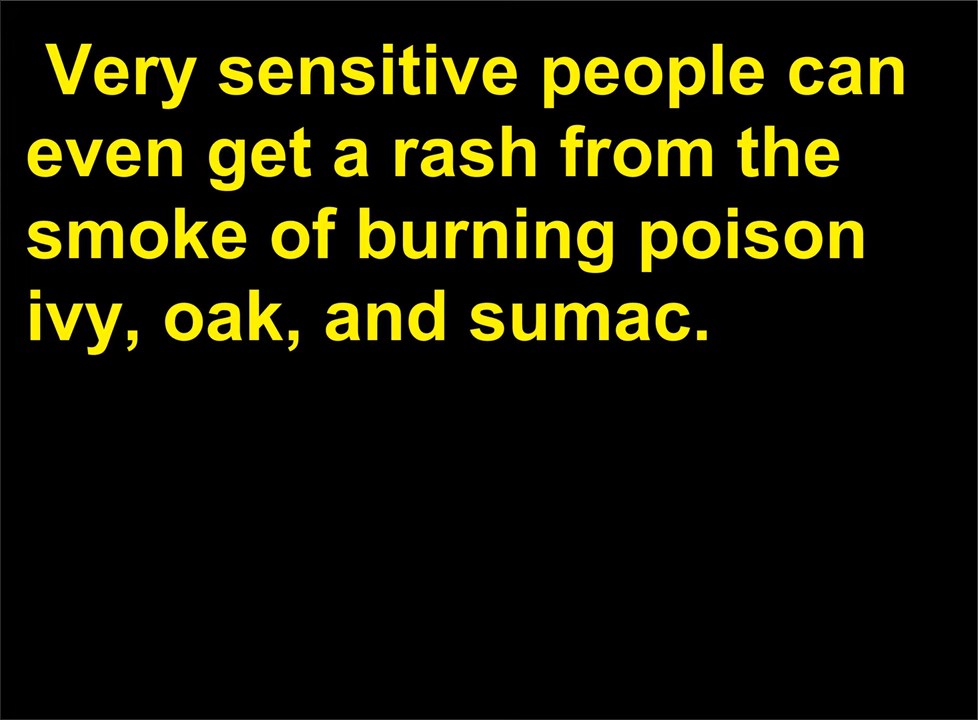 Very sensitive people can
even get a rash from the
smoke of burning poison
ivy, oak, and sumac.